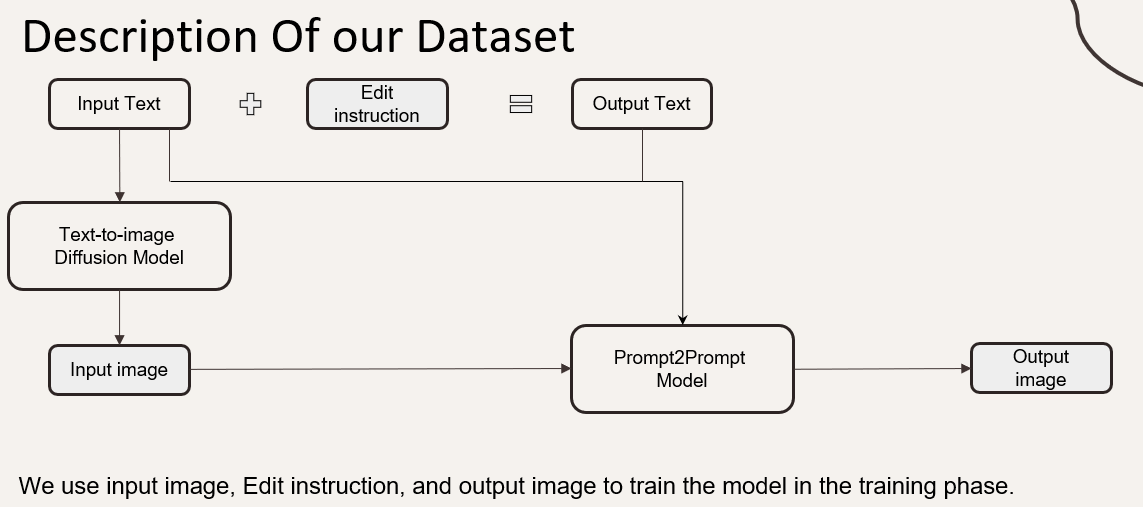 Description Of our Dataset
Input Text
Edit
instruction
Output Text
Text-to-image
Diffusion Model
Input image
Prompt2Prompt
Model
Output
image
We use input image, Edit instruction, and output image to train the model in the training phase.